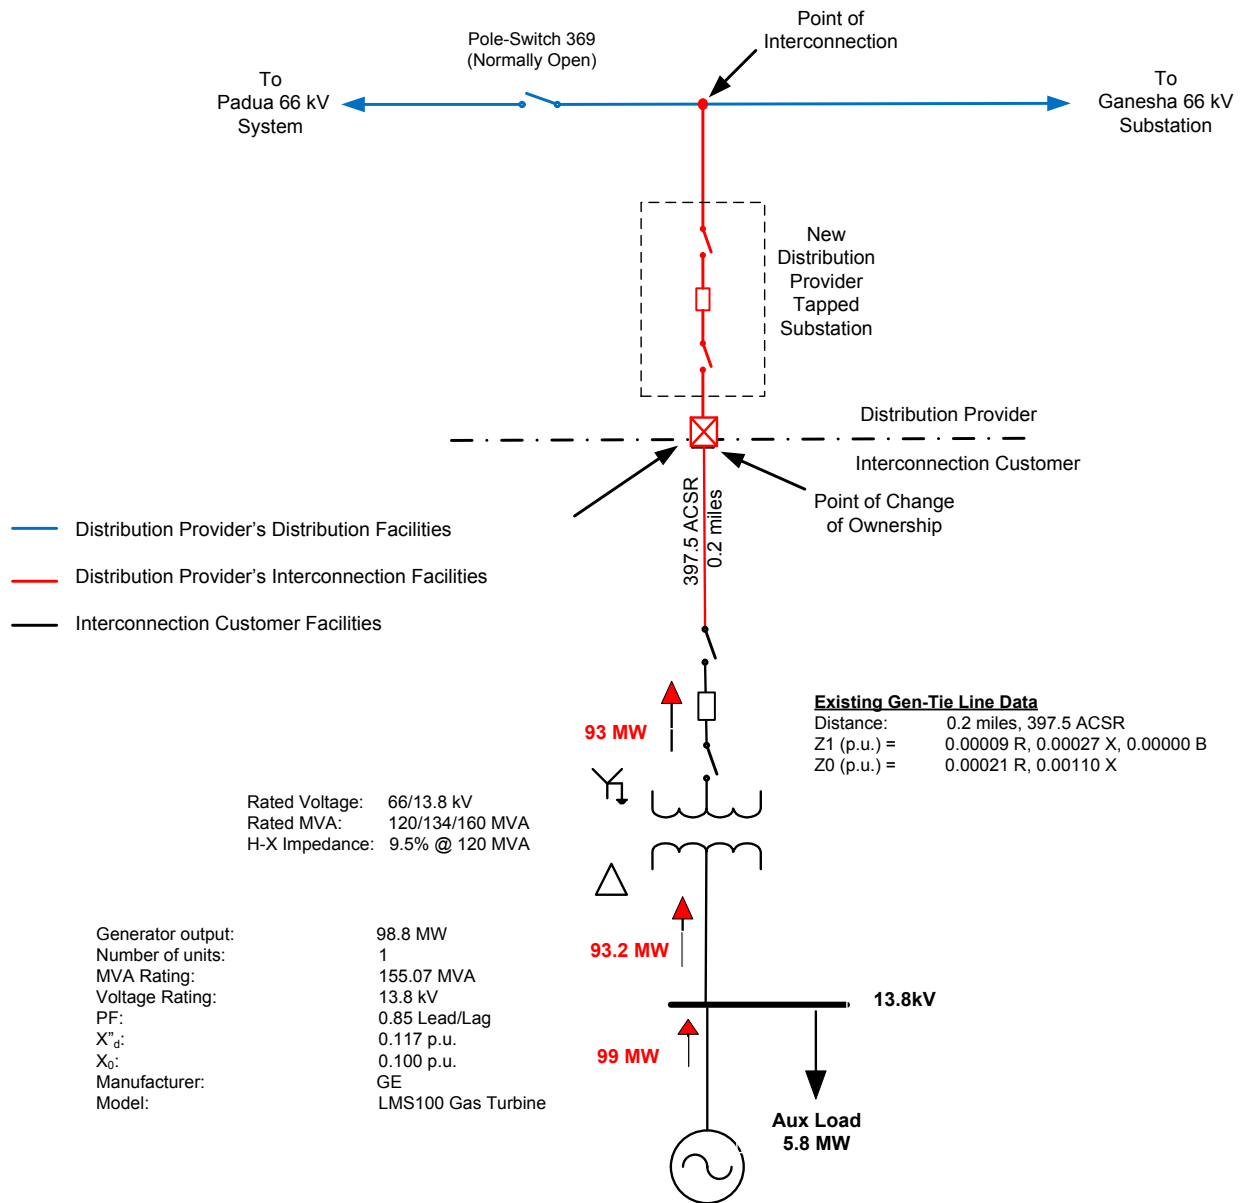 Point of
Interconnection
Pole-Switch 369
(Normally Open)
To
Padua 66 kV
System
To
Ganesha 66 kV
Substation
New
Distribution
Provider
Tapped
Substation
Distribution Provider
Interconnection Customer
Point of Change
of Ownership
397.5 ACSR
0.2 miles
Distribution Provider's Distribution Facilities
Distribution Provider's Interconnection Facilities
Interconnection Customer Facilities
93 MW
Existing Gen-Tie Line Data
Distance: 0.2 miles, 397.5 ACSR
Z1 (p.u.) = 0.00009 R, 0.00027 X, 0.00000 B
Z0 (p.u.) = 0.00021 R, 0.00110 X
Rated Voltage: 66/13.8 kV
Rated MVA: 120/134/160 MVA
H-X Impedance: 9.5% @ 120 MVA
Generator output: 98.8 MW
Number of units: 1
MVA Rating: 155.07 MVA
Voltage Rating: 13.8 kV
PF: 0.85 Lead/Lag
X"d: 0.117 p.u.
X0: 0.100 p.u.
Manufacturer: GE
Model: LMS100 Gas Turbine
93.2 MW
13.8kV
99 MW
Aux Load
5.8 MW